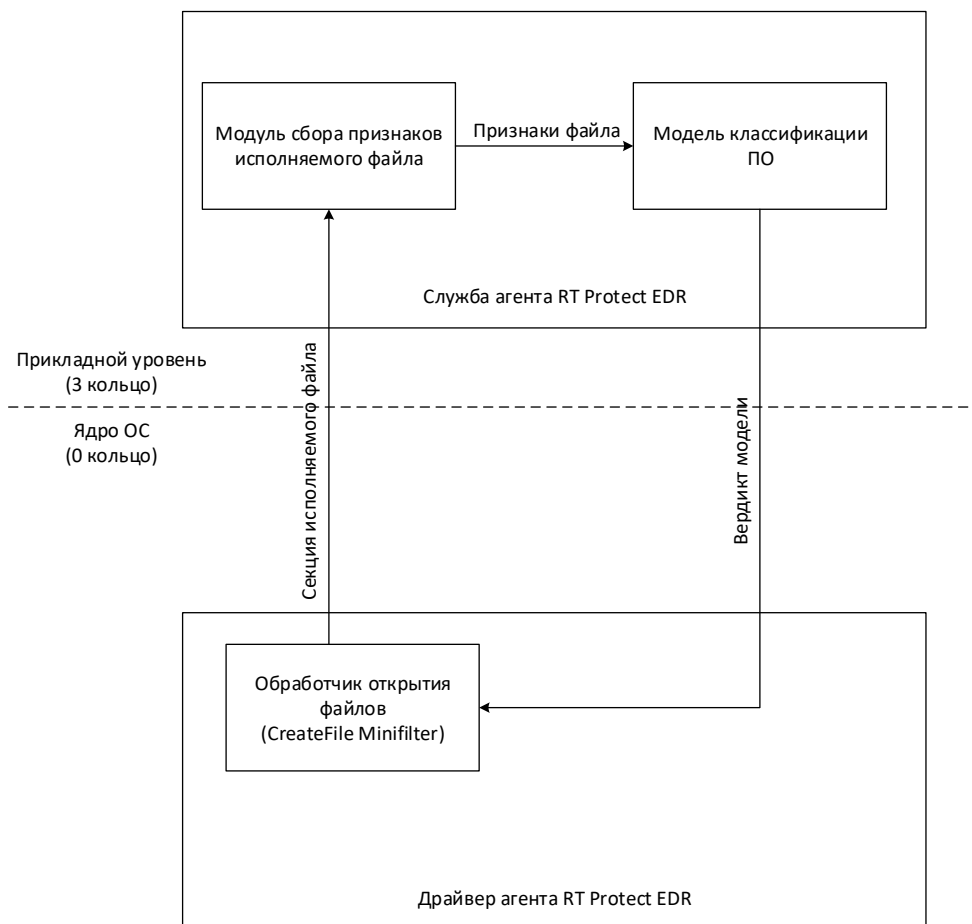 Модуль сбора признаков
исполняемого файла
Признаки файла
Модель классификации
ПО
Служба агента RT Protect EDR
Прикладной уровень
(3 кольцо)
Ядро ОС
(0 кольцо)
Секция исполняемого файла
Вердикт модели
Обработчик открытия
файлов
(CreateFile Minifilter)
Драйвер агента RT Protect EDR